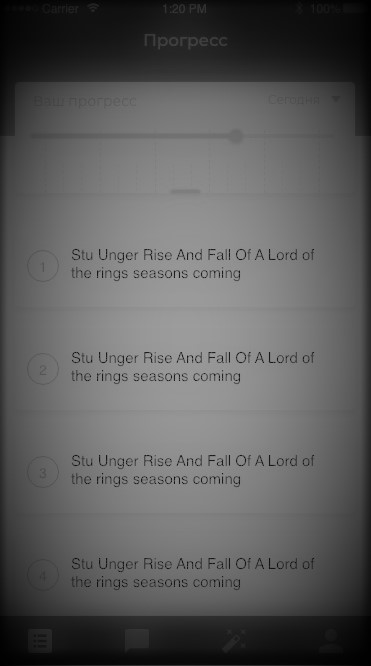 Carrier 1:20 PM 100%
Прогресс
Ваш прогресс Сегодня
1 Stu Unger Rise And Fall Of A Lord of
the rings seasons coming
2 Stu Unger Rise And Fall Of A Lord of
the rings seasons coming
3 Stu Unger Rise And Fall Of A Lord of
the rings seasons coming
4 Stu Unger Rise And Fall Of A Lord of
the rings seasons coming